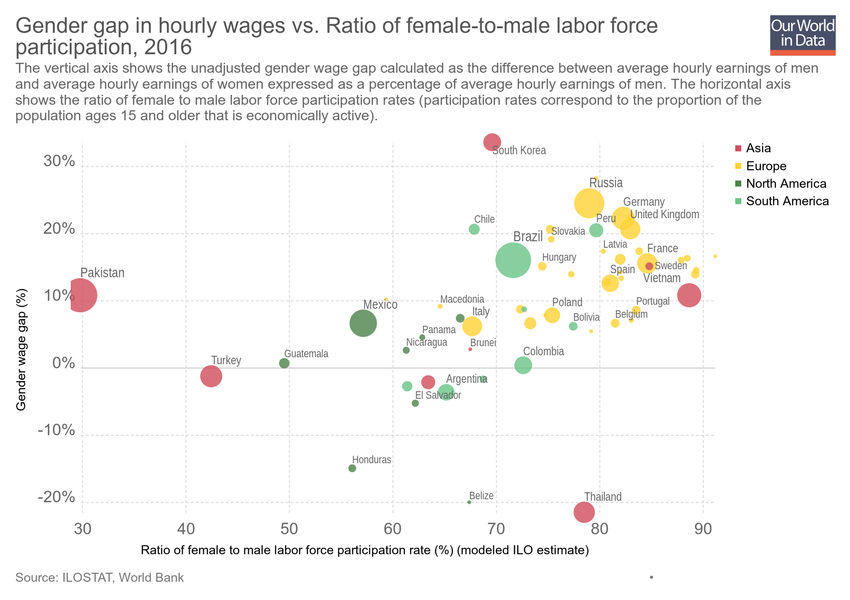 Gender gap in hourly wages vs. Ratio of female-to-male labor force
participation, 2016
Our World
in Data
The vertical axis shows the unadjusted gender wage gap calculated as the difference between average hourly earnings of men
and average hourly earnings of women expressed as a percentage of average hourly earnings of men. The horizontal axis
shows the ratio of female to male labor force participation rates (participation rates correspond to the proportion of the
population ages 15 and older that is economically active).
Asia
Europe
North America
South America
Gender wage gap (%)
30%
20%
10%
0%
-10%
-20%
South Korea
Russia
Germany
United Kingdom
Peru
Chile
Slovakia
Brazil
Latvia
France
Hungary
Sweden
Spain
Vietnam
Pakistan
Mexico
Macedonia
Italy
Poland
Portugal
Belgium
Bolivia
Panama
Nicaragua
Brunei
Guatemala
Turkey
Colombia
Argentina
El Salvador
Honduras
Belize
Thailand
30
40
50
60
70
80
90
Ratio of female to male labor force participation rate (%) (modeled ILO estimate)
Source: ILOSTAT, World Bank